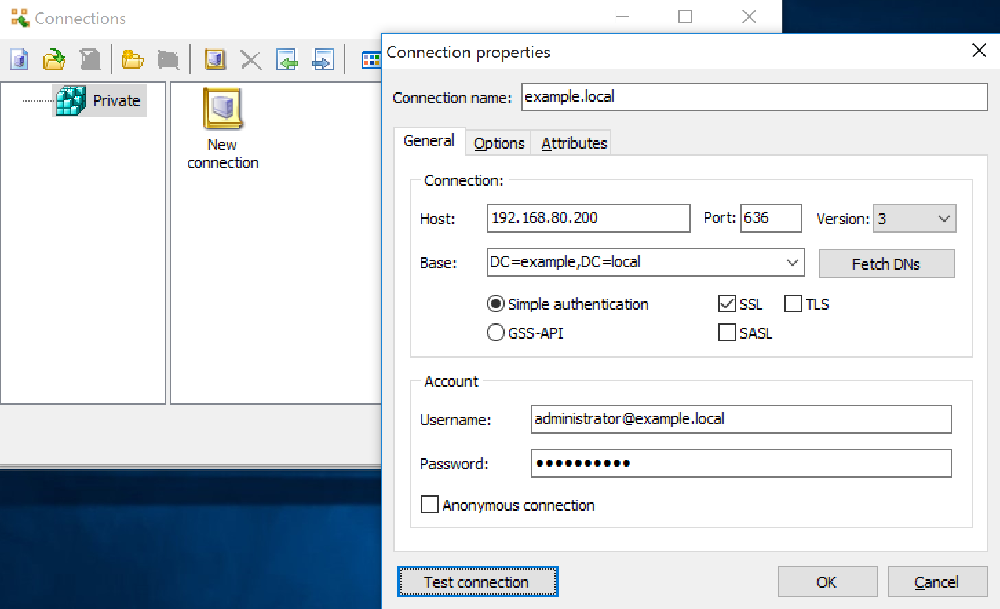 Connections
Private
New
connection
Connection properties
Connection name: example.local
General Options Attributes
Connection:
Host: 192.168.80.200 Port: 636 Version: 3
Base: DC=example,DC=local Fetch DNs
Simple authentication SSL TLS
GSS-API SASL
Account
Username: administrator@example.local
Password: ••••••••••
Anonymous connection
Test connection OK Cancel